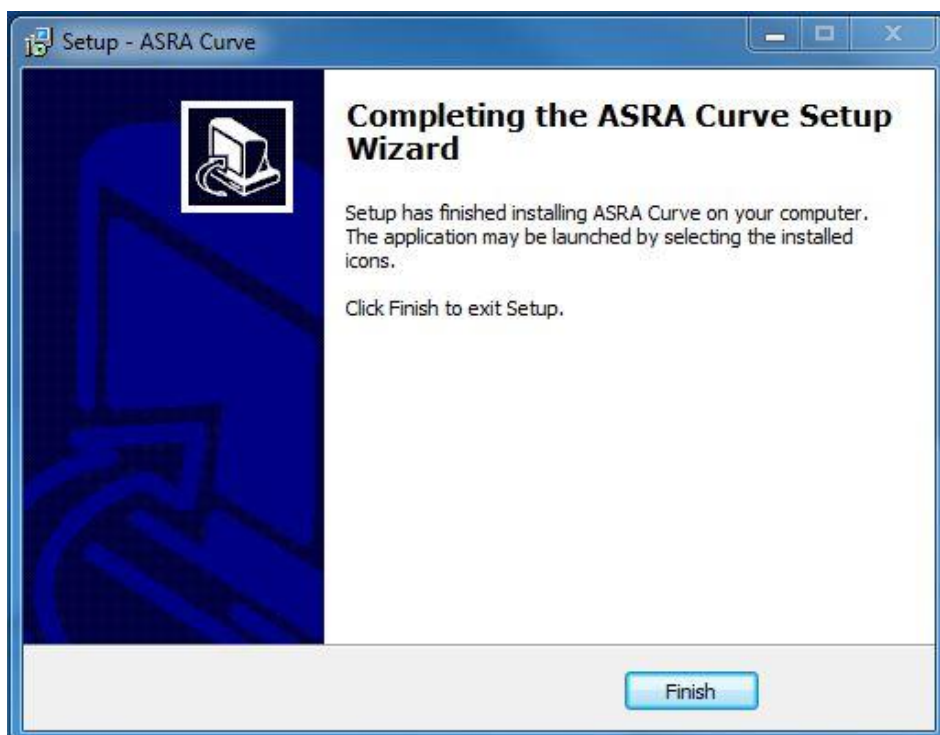 Setup - ASRA Curve
Completing the ASRA Curve Setup
Wizard
Setup has finished installing ASRA Curve on your computer.
The application may be launched by selecting the installed
icons.
Click Finish to exit Setup.
Finish